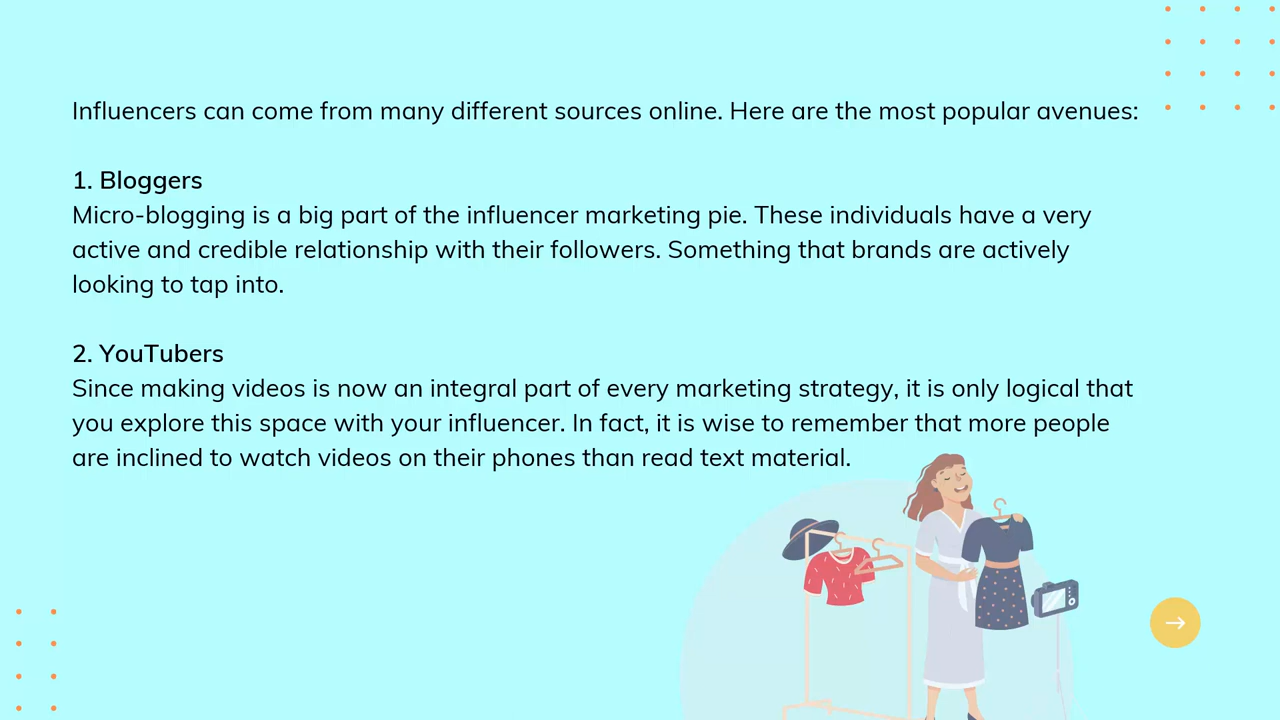 Influencers can come from many different sources online. Here are the most popular avenues:
1. Bloggers
Micro-blogging is a big part of the influencer marketing pie. These individuals have a very
active and credible relationship with their followers. Something that brands are actively
looking to tap into.
2. YouTubers
Since making videos is now an integral part of every marketing strategy, it is only logical that
you explore this space with your influencer. In fact, it is wise to remember that more people
are inclined to watch videos on their phones than read text material.